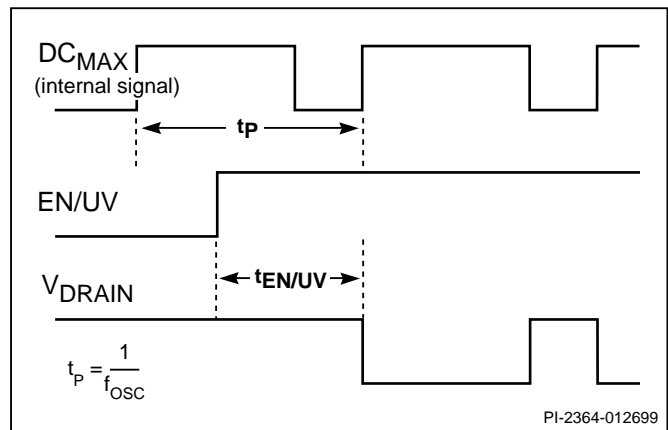 DCMAX
(internal signal)
tP
EN/UV
tEN/UV
VDRAIN
tP = 1/fOSC
PI-2364-012699